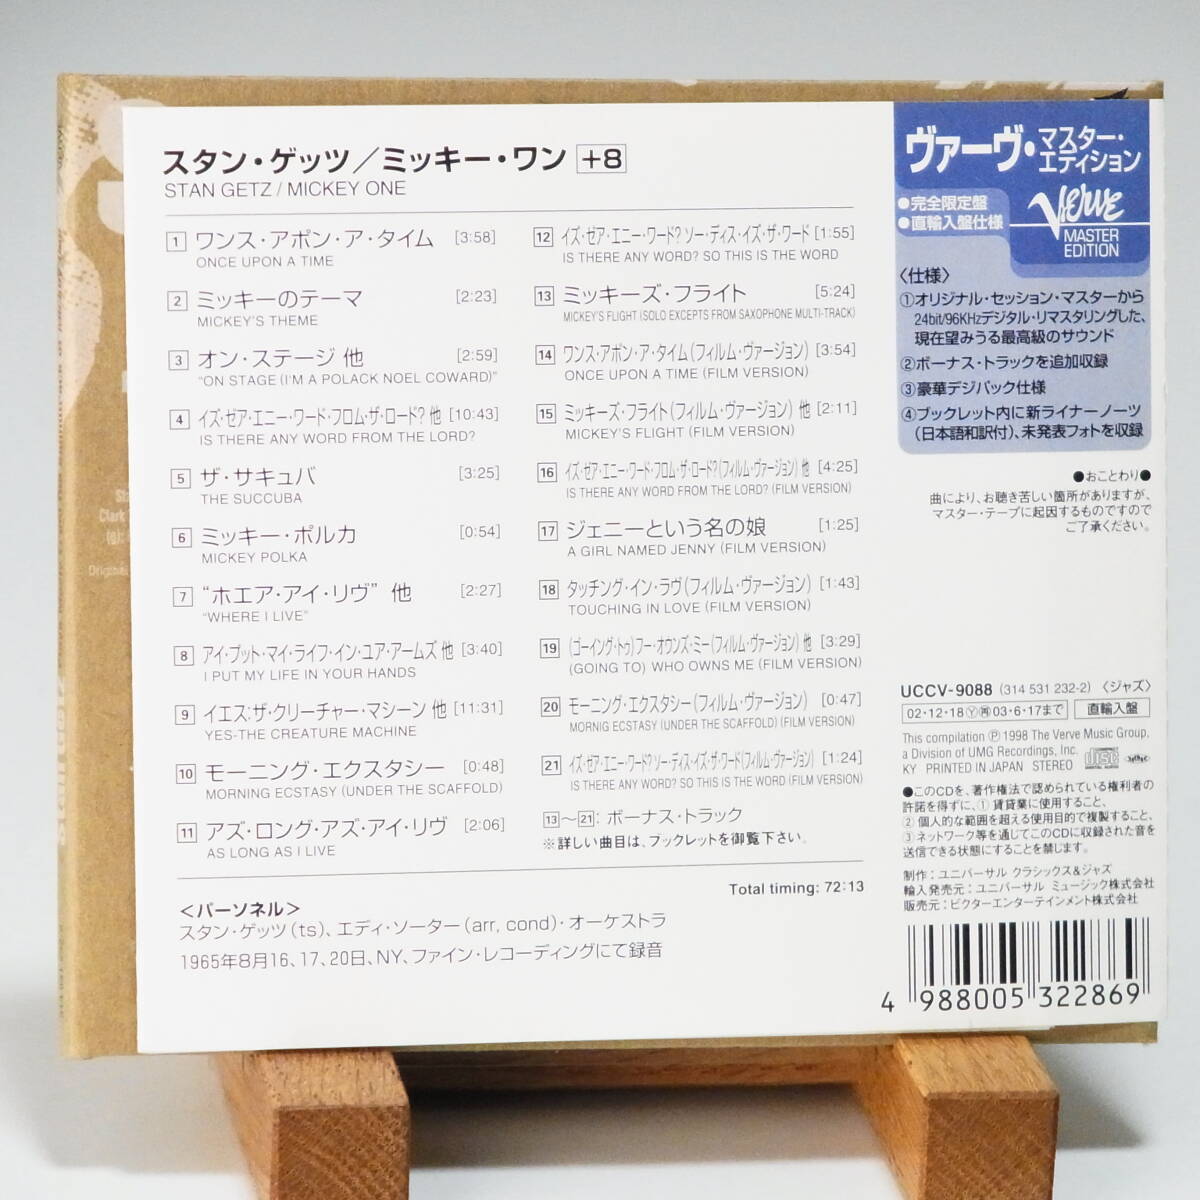 スタン・ゲッツ/ミッキー・ワン +8
STAN GETZ / MICKEY ONE
1 ワンス・アポン・ア・タイム [3:58]
ONCE UPON A TIME
2 ミッキーのテーマ [2:23]
MICKEY'S THEME
3 オン・ステージ 他 [2:59]
"ON STAGE (I'M A POLACK NOEL COWARD)"
4 イズ・ゼア・エニー・ワード・フロム・ザ・ロード? 他 [10:43]
IS THERE ANY WORD FROM THE LORD?
5 ザ・サキュバ [3:25]
THE SUCCUBA
6 ミッキー・ポルカ [0:54]
MICKEY POLKA
7 "ホエア・アイ・リヴ" 他 [2:27]
"WHERE I LIVE"
8 アイ・プット・マイ・ライフ・イン・ユア・アームズ 他 [3:40]
I PUT MY LIFE IN YOUR HANDS
9 イエス:ザ・クリーチャー・マシーン 他 [11:31]
YES-THE CREATURE MACHINE
10 モーニング・エクスタシー [0:48]
MORNING ECSTASY (UNDER THE SCAFFOLD)
11 アズ・ロング・アズ・アイ・リヴ [2:06]
AS LONG AS I LIVE
12 イズ・ゼア・エニー・ワード? ソー・ディス・イズ・ザ・ワード [1:55]
IS THERE ANY WORD? SO THIS IS THE WORD
13 ミッキーズ・フライト [5:24]
MICKEY'S FLIGHT (SOLO EXCEPTS FROM SAXOPHONE MULTI-TRACK)
14 ワンス・アポン・ア・タイム(フィルム・ヴァージョン) [3:54]
ONCE UPON A TIME (FILM VERSION)
15 ミッキーズ・フライト(フィルム・ヴァージョン) 他 [2:11]
MICKEY'S FLIGHT (FILM VERSION)
16 イズ・ゼア・エニー・ワード・フロム・ザ・ロード?(フィルム・ヴァージョン) 他 [4:25]
IS THERE ANY WORD FROM THE LORD? (FILM VERSION)
17 ジェニーという名の娘 [1:25]
A GIRL NAMED JENNY (FILM VERSION)
18 タッチング・イン・ラヴ(フィルム・ヴァージョン) [1:43]
TOUCHING IN LOVE (FILM VERSION)
19 (ゴーイング・トゥ)フー・オウンズ・ミー(フィルム・ヴァージョン) 他 [3:29]
(GOING TO) WHO OWNS ME (FILM VERSION)
20 モーニング・エクスタシー(フィルム・ヴァージョン) [0:47]
MORNIG ECSTASY (UNDER THE SCAFFOLD) (FILM VERSION)
21 イズ・ゼア・エニー・ワード? ソー・ディス・イズ・ザ・ワード(フィルム・ヴァージョン) [1:24]
IS THERE ANY WORD? SO THIS IS THE WORD (FILM VERSION)
13〜21: ボーナス・トラック
※詳しい曲目は、ブックレットを御覧下さい。
Total timing: 72:13
<パーソネル>
スタン・ゲッツ(ts)、エディ・ソーター(arr, cond)・オーケストラ
1965年8月16、17、20日、NY、ファイン・レコーディングにて録音
ヴァーヴ・マスター・エディション
●完全限定盤
●直輸入盤仕様
Verve
MASTER
EDITION
〈仕様〉
①オリジナル・セッション・マスターから
24bit/96KHzデジタル・リマスタリングした、
現在望みうる最高級のサウンド
②ボーナス・トラックを追加収録
③豪華デジパック仕様
④ブックレット内に新ライナーノーツ
(日本語和訳付)、未発表フォトを収録
●おことわり●
曲により、お聴き苦しい箇所がありますが、
マスター・テープに起因するものですので
ご了承ください。
UCCV-9088 (314 531 232-2) 〈ジャズ〉
02・12・18 Ⓨ ㊙ 03・6・17まで 直輸入盤
This compilation Ⓟ 1998 The Verve Music Group,
a Division of UMG Recordings, Inc.
KY PRINTED IN JAPAN STEREO
●このCDを、著作権法で認められている権利者の
許諾を得ずに、① 賃貸業に使用すること、
② 個人的な範囲を超える使用目的で複製すること、
③ ネットワーク等を通じてこのCDに収録された音を
送信できる状態にすることを禁じます。
制作:ユニバーサル クラシックス&ジャズ
輸入発売元:ユニバーサル ミュージック株式会社
販売元:ビクターエンターテインメント株式会社
4 988005 322869